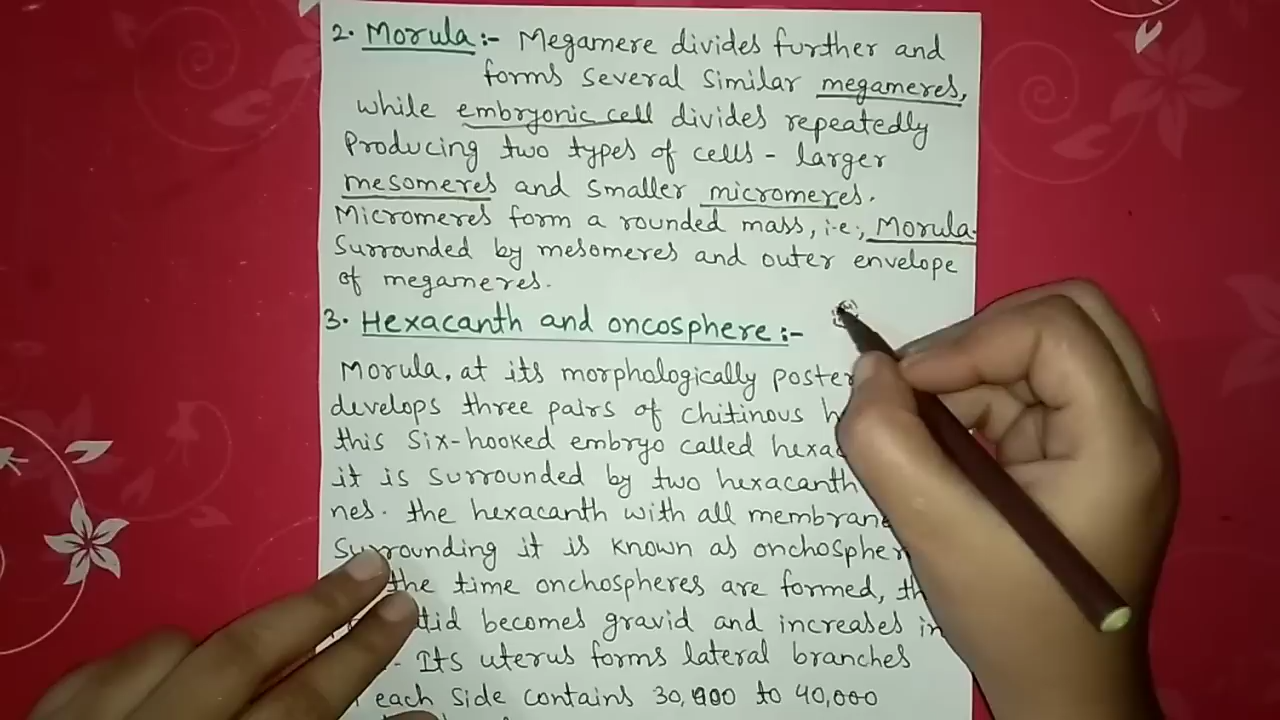 2. Morula:- Megamere divides further and
forms several similar megameres,
while embryonic cell divides repeatedly
Producing two types of cells - larger
mesomeres and smaller micromeres.
Micromeres form a rounded mass, i.e., Morula.
Surrounded by mesomeres and outer envelope
of megameres.
3. Hexacanth and oncosphere:-
Morula, at its morphologically
develops three pairs of chitinous
this six-hooked embryo called
it is surrounded by two hexacanth
nes. the hexacanth with all
Surrounding it is known as
the time onchospheres are formed,
becomes gravid and increases in
Its uterus forms lateral branches
each side contains 30,000 to 40,000